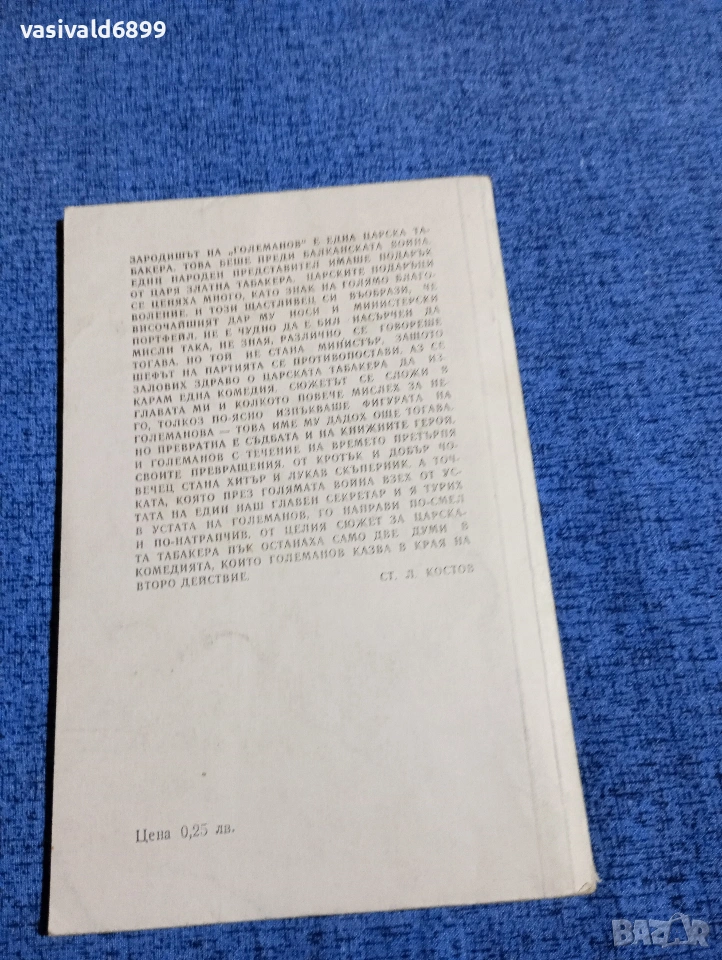 vasivald6899
ЗАРОДИШЪТ НА „ГОЛЕМАНОВ" Е ЕДНА ЦАРСКА ТА-
БАКЕРА. ТОВА БЕШЕ ПРЕДИ БАЛКАНСКАТА ВОЙНА.
ЕДИН НАРОДЕН ПРЕДСТАВИТЕЛ ИМАШЕ ПОДАРЪК
ОТ ЦАРЯ ЗЛАТНА ТАБАКЕРА. ЦАРСКИТЕ ПОДАРЪЦИ
СЕ ЦЕНЯХА МНОГО, КАТО ЗНАК НА ГОЛЯМО БЛАГО-
ВОЛЕНИЕ. И ТОЗИ ЩАСТЛИВЕЦ СИ ВЪОБРАЗИ, ЧЕ
ВИСОЧАЙШИЯТ ДАР МУ НОСИ И МИНИСТЕРСКИ
ПОРТФЕЙЛ. НЕ Е ЧУДНО ДА Е БИЛ НАСЪРЧЕН ДА
МИСЛИ ТАКА, НЕ ЗНАЯ, РАЗЛИЧНО СЕ ГОВОРЕШЕ
ТОГАВА. НО ТОЙ НЕ СТАНА МИНИСТЪР, ЗАЩОТО
ШЕФЪТ НА ПАРТИЯТА СЕ ПРОТИВОПОСТАВИ. АЗ СЕ
ЗАЛОВИХ ЗДРАВО О ЦАРСКАТА ТАБАКЕРА ДА ИЗ-
КАРАМ ЕДНА КОМЕДИЯ. СЮЖЕТЪТ СЕ СЛОЖИ В
ГЛАВАТА МИ И КОЛКОТО ПОВЕЧЕ МИСЛЕХ ЗА НЕ-
ГО, ТОЛКОЗ ПО-ЯСНО ИЗПЪКВАШЕ ФИГУРАТА НА
ГОЛЕМАНОВА — ТОВА ИМЕ МУ ДАДОХ ОЩЕ ТОГАВА.
НО ПРЕВРАТНА Е СЪДБАТА И НА КНИЖНИТЕ ГЕРОИ.
И ГОЛЕМАНОВ С ТЕЧЕНИЕ НА ВРЕМЕТО ПРЕТЪРПЯ
СВОИТЕ ПРЕВРАЩЕНИЯ. ОТ КРОТЪК И ДОБЪР ЧО-
ВЕЧЕЦ СТАНА ХИТЪР И ЛУКАВ СКЪПЕРНИК. А ТОЧ-
КАТА, КОЯТО ПРЕЗ ГОЛЯМАТА ВОЙНА ВЗЕХ ОТ УС-
ТАТА НА ЕДИН НАШ ГЛАВЕН СЕКРЕТАР И Я ТУРИХ
В УСТАТА НА ГОЛЕМАНОВ, ГО НАПРАВИ ПО-СМЕЛ
И ПО-НАТРАПЧИВ. ОТ ЦЕЛИЯ СЮЖЕТ ЗА ЦАРСКА-
ТА ТАБАКЕРА ПЪК ОСТАНАХА САМО ДВЕ ДУМИ В
КОМЕДИЯТА, КОИТО ГОЛЕМАНОВ КАЗВА В КРАЯ НА
ВТОРО ДЕЙСТВИЕ. СТ. Л. КОСТОВ
Цена 0,25 лв.
BAZAR